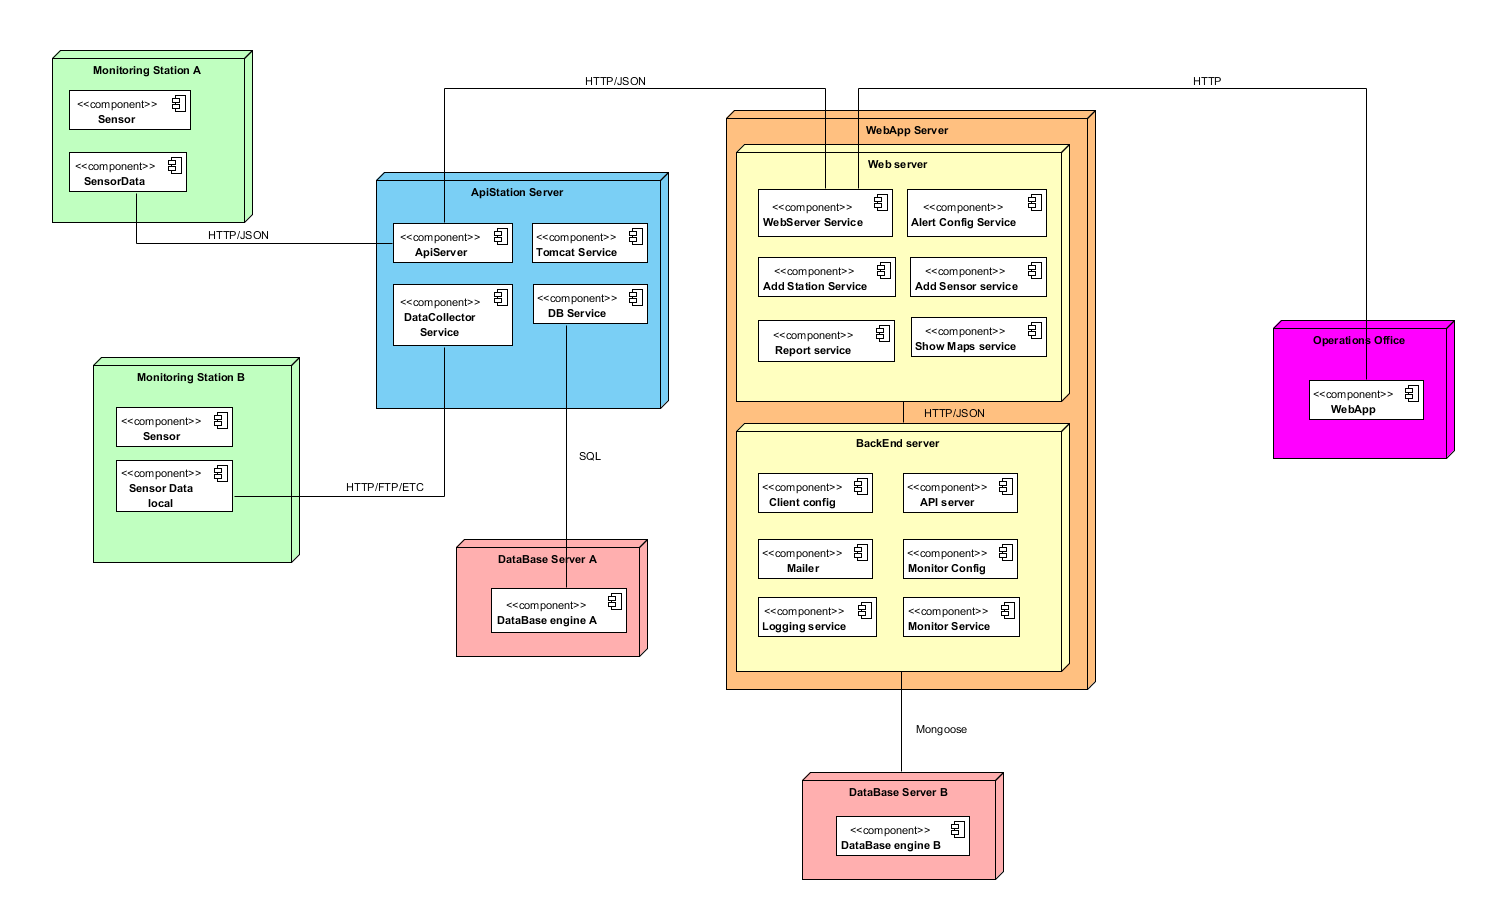 Monitoring Station A
<<component>>
Sensor
<<component>>
SensorData
HTTP/JSON
Monitoring Station B
<<component>>
Sensor
<<component>>
Sensor Data
local
HTTP/FTP/ETC
ApiStation Server
<<component>>
ApiServer
<<component>>
Tomcat Service
<<component>>
DataCollector
Service
<<component>>
DB Service
SQL
DataBase Server A
<<component>>
DataBase engine A
HTTP/JSON
HTTP
WebApp Server
Web server
<<component>>
WebServer Service
<<component>>
Alert Config Service
<<component>>
Add Station Service
<<component>>
Add Sensor service
<<component>>
Report service
<<component>>
Show Maps service
HTTP/JSON
BackEnd server
<<component>>
Client config
<<component>>
API server
<<component>>
Mailer
<<component>>
Monitor Config
<<component>>
Logging service
<<component>>
Monitor Service
Mongoose
DataBase Server B
<<component>>
DataBase engine B
Operations Office
<<component>>
WebApp